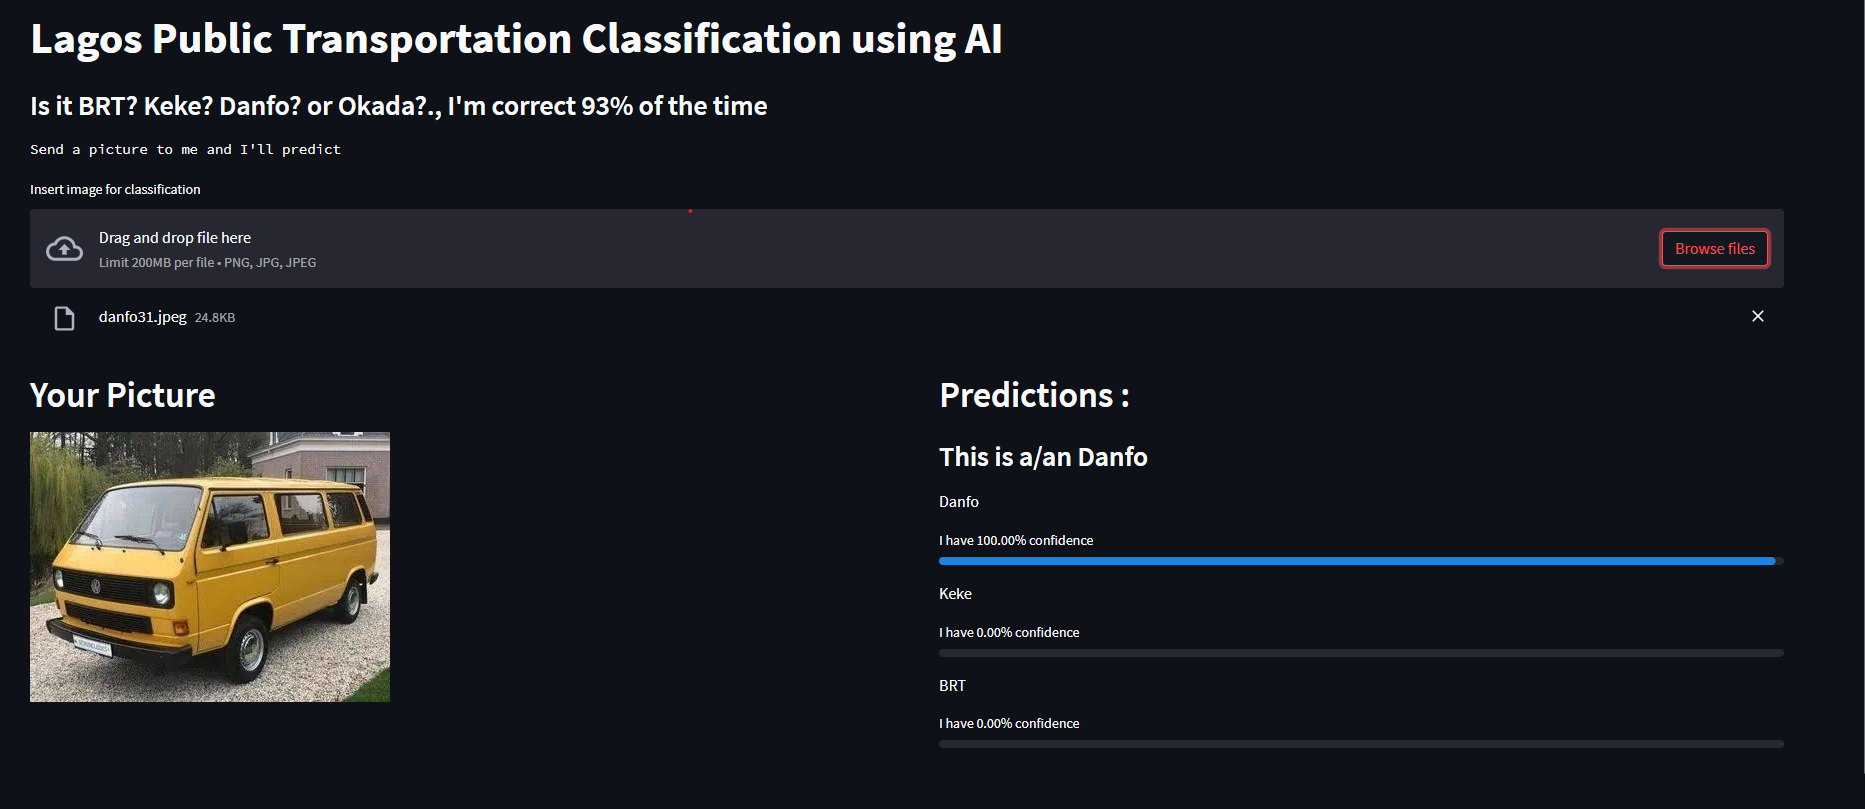 Lagos Public Transportation Classification using AI
Is it BRT? Keke? Danfo? or Okada?., I'm correct 93% of the time
Send a picture to me and I'll predict
Insert image for classification
Drag and drop file here
Limit 200MB per file • PNG, JPG, JPEG
Browse files
danfo31.jpeg 24.8KB
Your Picture
Predictions :
This is a/an Danfo
Danfo
I have 100.00% confidence
Keke
I have 0.00% confidence
BRT
I have 0.00% confidence